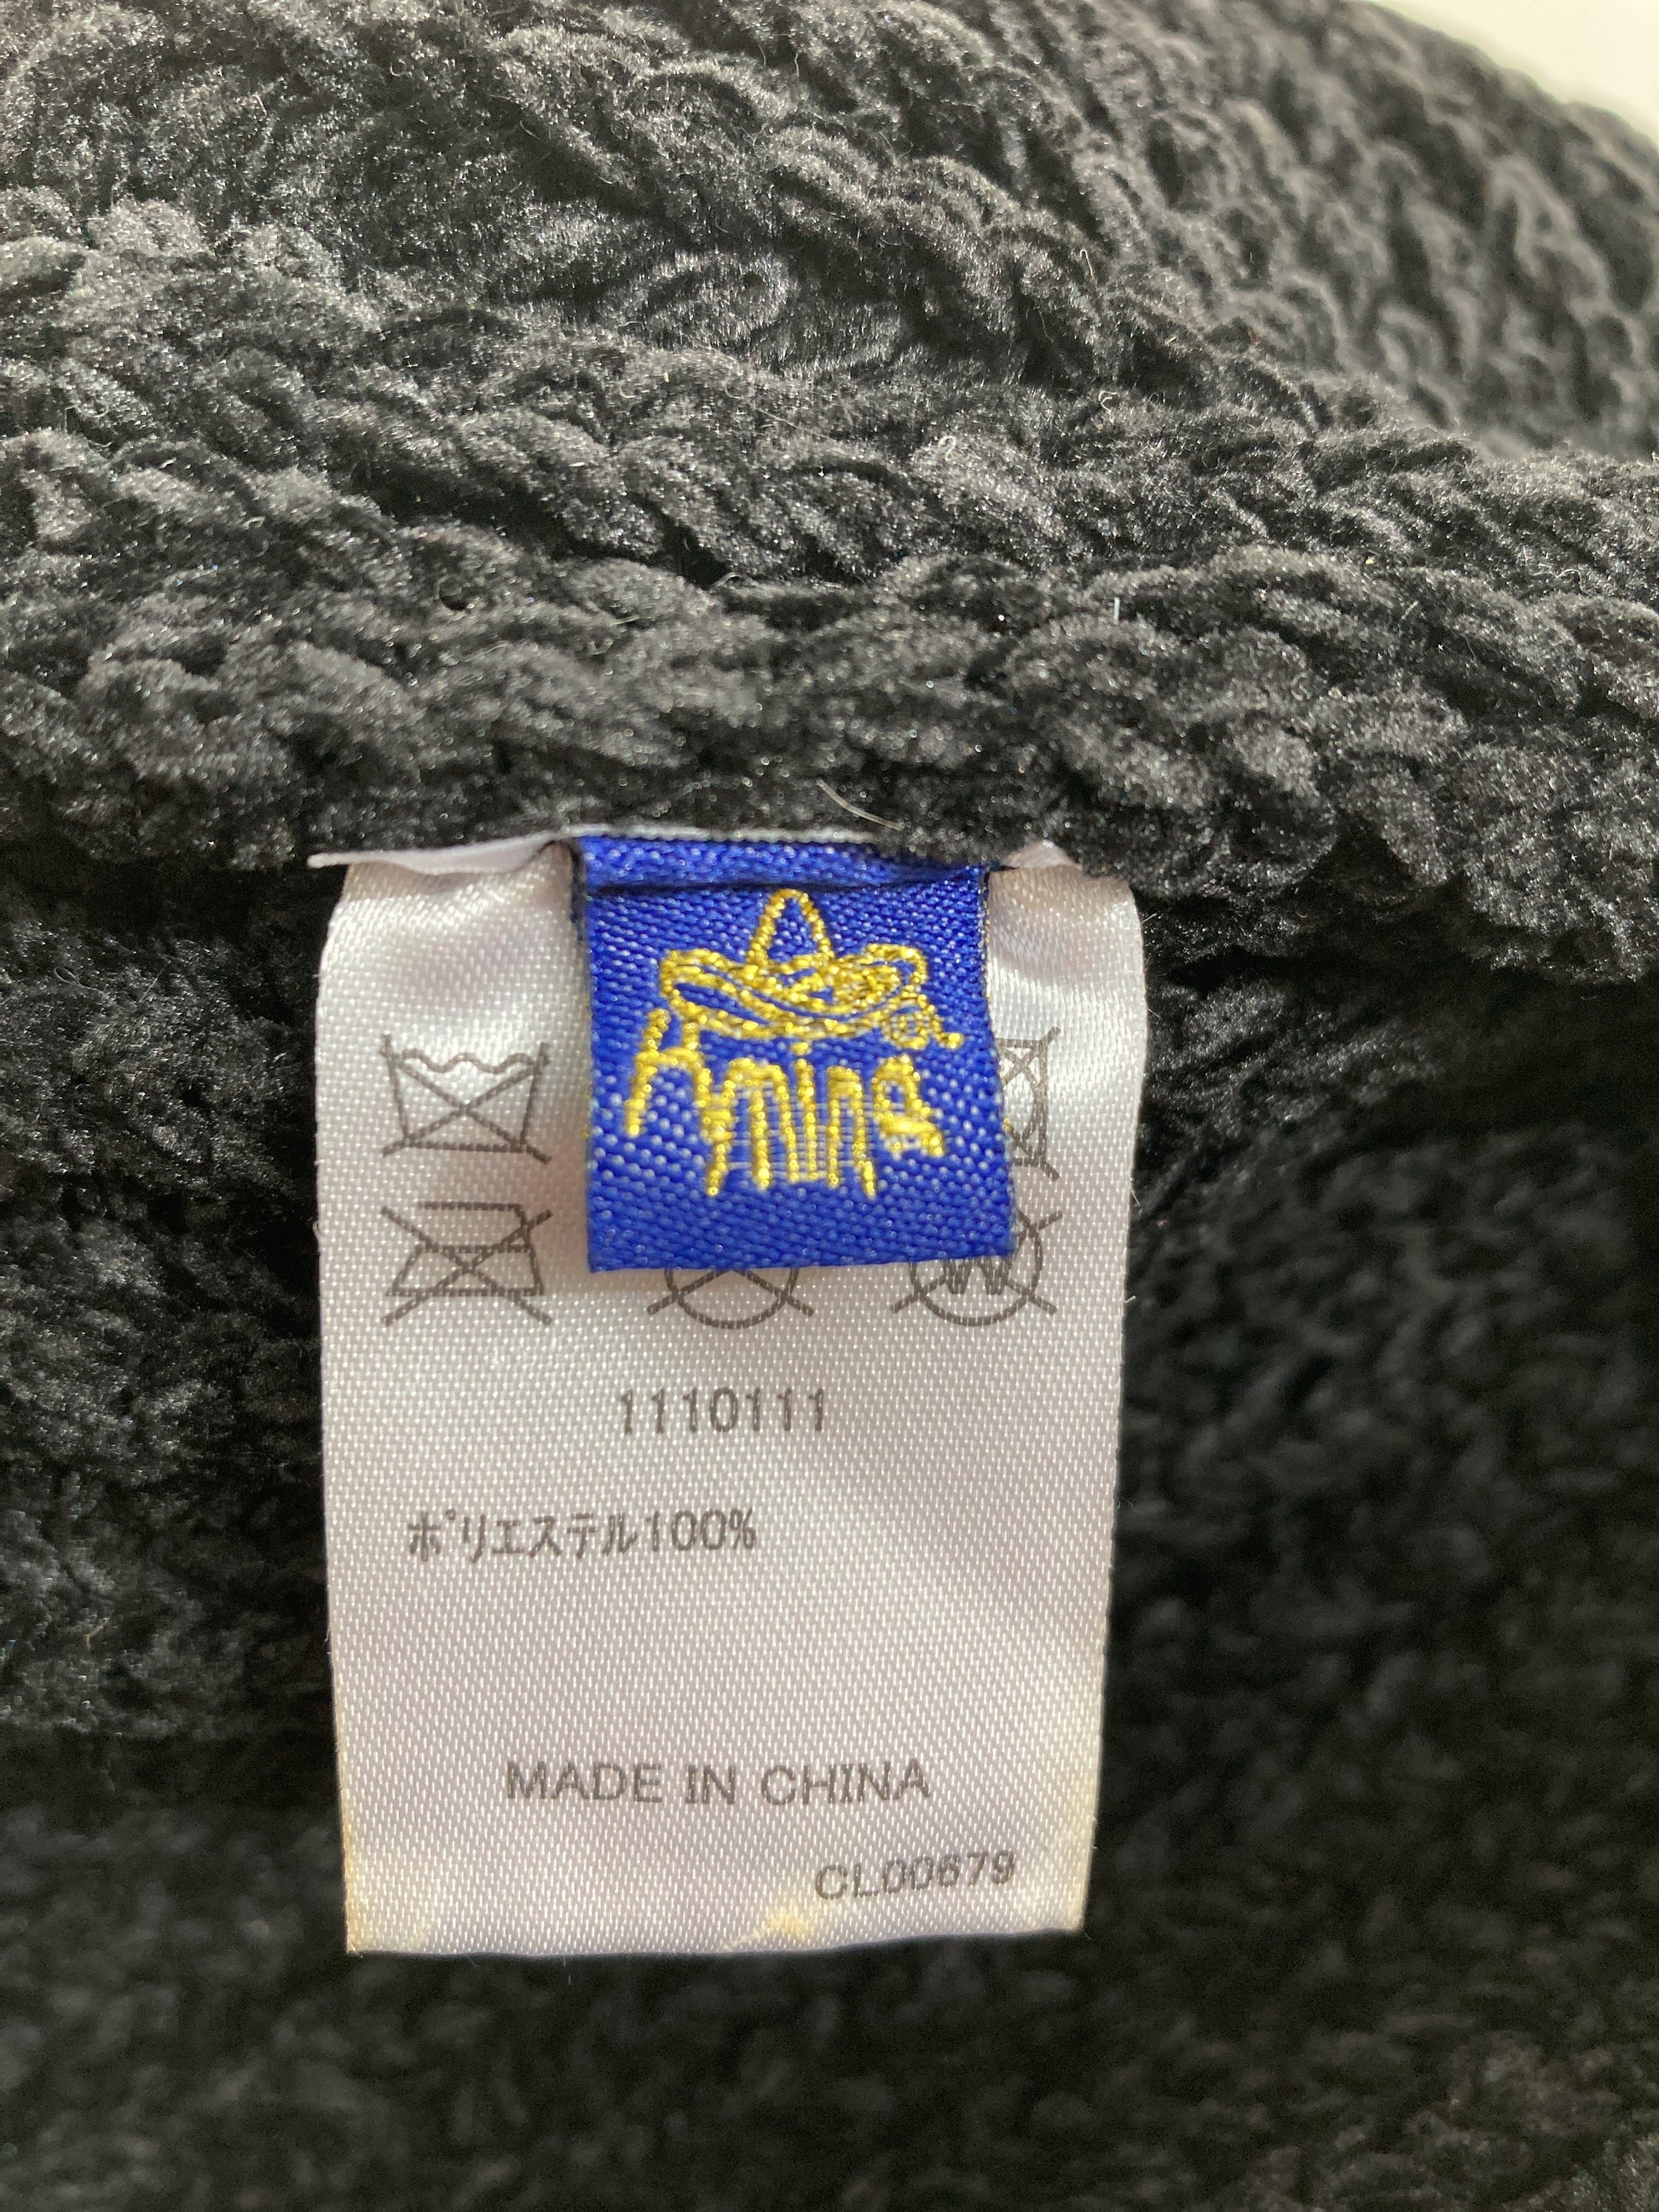 Amina
1110111
ﾎﾟﾘｴｽﾃﾙ100%
MADE IN CHINA
CL00679